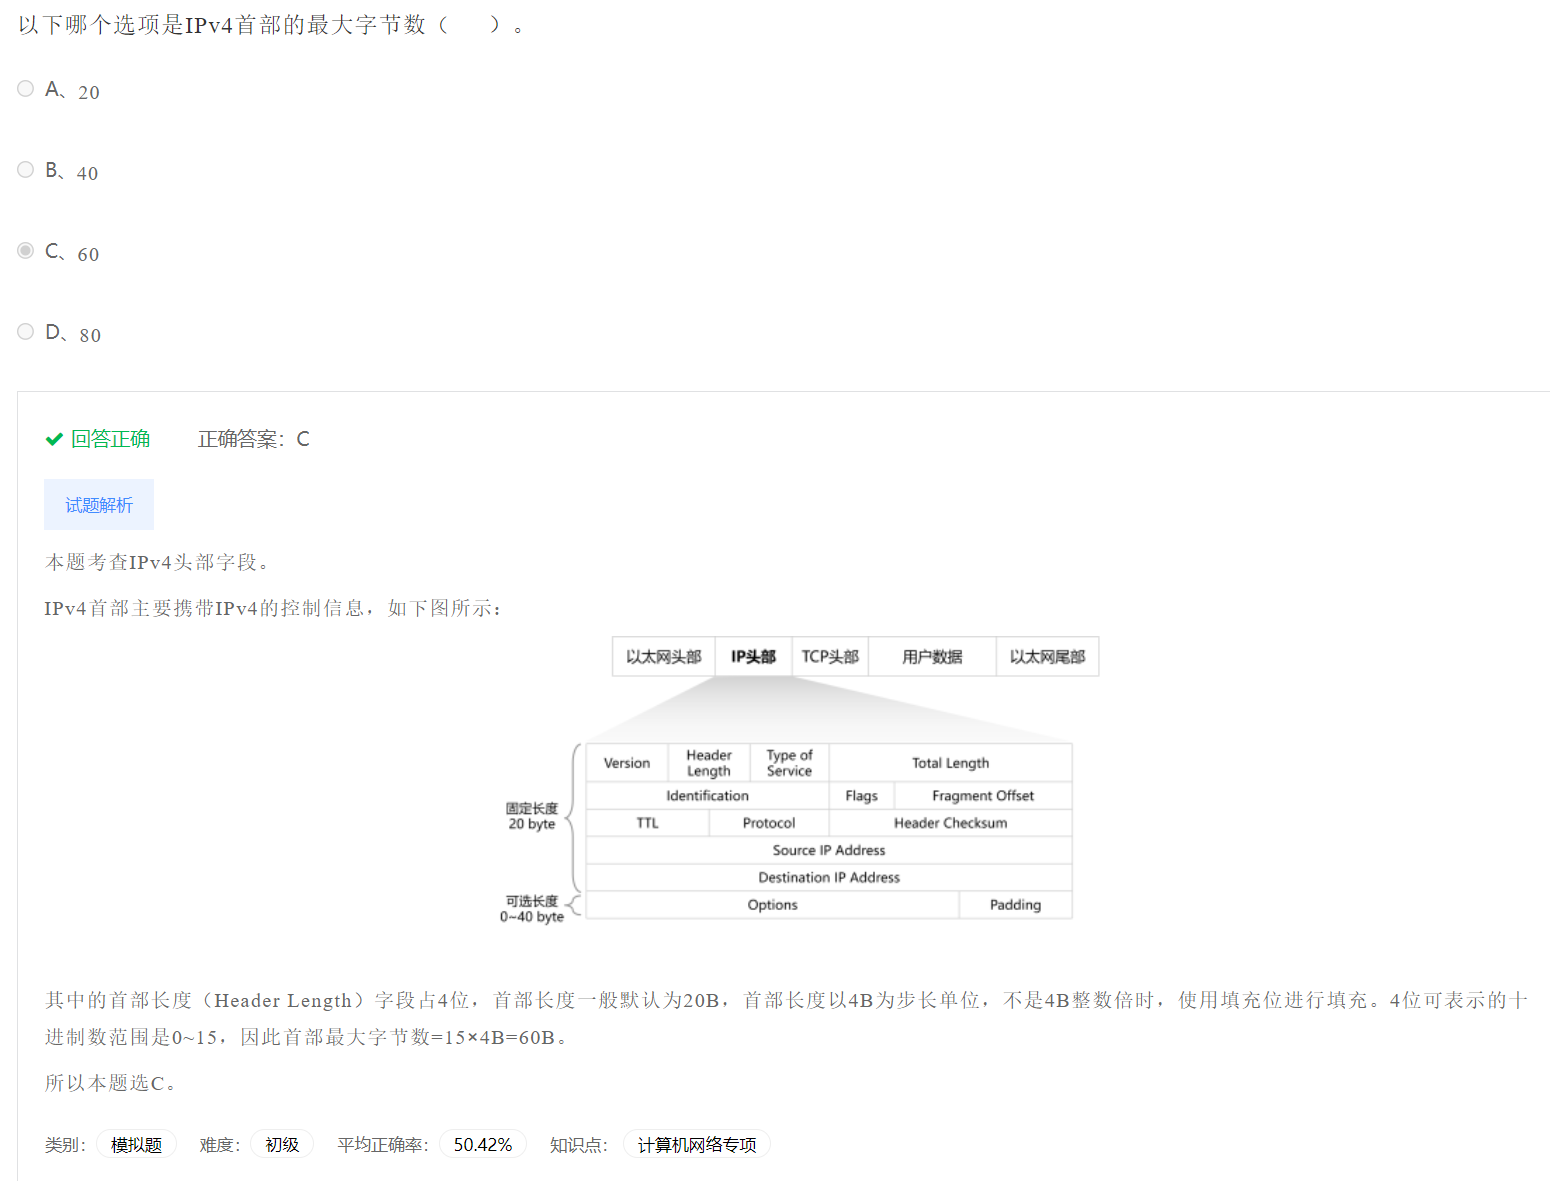 以下哪个选项是IPv4首部的最大字节数（　　）。
A、20
B、40
C、60
D、80
回答正确 正确答案：C
试题解析
本题考查IPv4头部字段。
IPv4首部主要携带IPv4的控制信息，如下图所示：
以太网头部 IP头部 TCP头部 用户数据 以太网尾部
Version Header Length Type of Service Total Length
Identification Flags Fragment Offset
固定长度
20 byte
TTL Protocol Header Checksum
Source IP Address
Destination IP Address
可选长度
0~40 byte
Options Padding
其中的首部长度（Header Length）字段占4位，首部长度一般默认为20B，首部长度以4B为步长单位，不是4B整数倍时，使用填充位进行填充。4位可表示的十
进制数范围是0~15，因此首部最大字节数=15×4B=60B。
所以本题选C。
类别： 模拟题 难度： 初级 平均正确率： 50.42% 知识点： 计算机网络专项